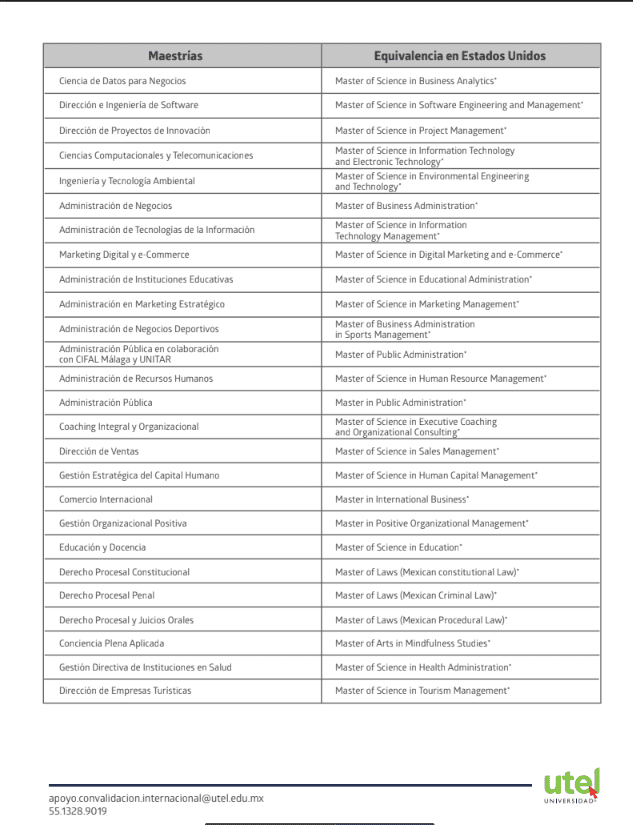 Maestrías
Equivalencia en Estados Unidos
Ciencia de Datos para Negocios
Master of Science in Business Analytics*
Dirección e Ingeniería de Software
Master of Science in Software Engineering and Management*
Dirección de Proyectos de Innovación
Master of Science in Project Management*
Ciencias Computacionales y Telecomunicaciones
Master of Science in Information Technology
and Electronic Technology*
Ingeniería y Tecnología Ambiental
Master of Science in Environmental Engineering
and Technology*
Administración de Negocios
Master of Business Administration*
Administración de Tecnologías de la Información
Master of Science in Information
Technology Management*
Marketing Digital y e-Commerce
Master of Science in Digital Marketing and e-Commerce*
Administración de Instituciones Educativas
Master of Science in Educational Administration*
Administración en Marketing Estratégico
Master of Science in Marketing Management*
Administración de Negocios Deportivos
Master of Business Administration
in Sports Management*
Administración Pública en colaboración
con CIFAL Málaga y UNITAR
Master of Public Administration*
Administración de Recursos Humanos
Master of Science in Human Resource Management*
Administración Pública
Master in Public Administration*
Coaching Integral y Organizacional
Master of Science in Executive Coaching
and Organizational Consulting*
Dirección de Ventas
Master of Science in Sales Management*
Gestión Estratégica del Capital Humano
Master of Science in Human Capital Management*
Comercio Internacional
Master in International Business*
Gestión Organizacional Positiva
Master in Positive Organizational Management*
Educación y Docencia
Master of Science in Education*
Derecho Procesal Constitucional
Master of Laws (Mexican constitutional Law)*
Derecho Procesal Penal
Master of Laws (Mexican Criminal Law)*
Derecho Procesal y Juicios Orales
Master of Laws (Mexican Procedural Law)*
Conciencia Plena Aplicada
Master of Arts in Mindfulness Studies*
Gestión Directiva de Instituciones en Salud
Master of Science in Health Administration*
Dirección de Empresas Turísticas
Master of Science in Tourism Management*
apoyo.convalidacion.internacional@utel.edu.mx
55.1328.9019
utel
UNIVERSIDAD